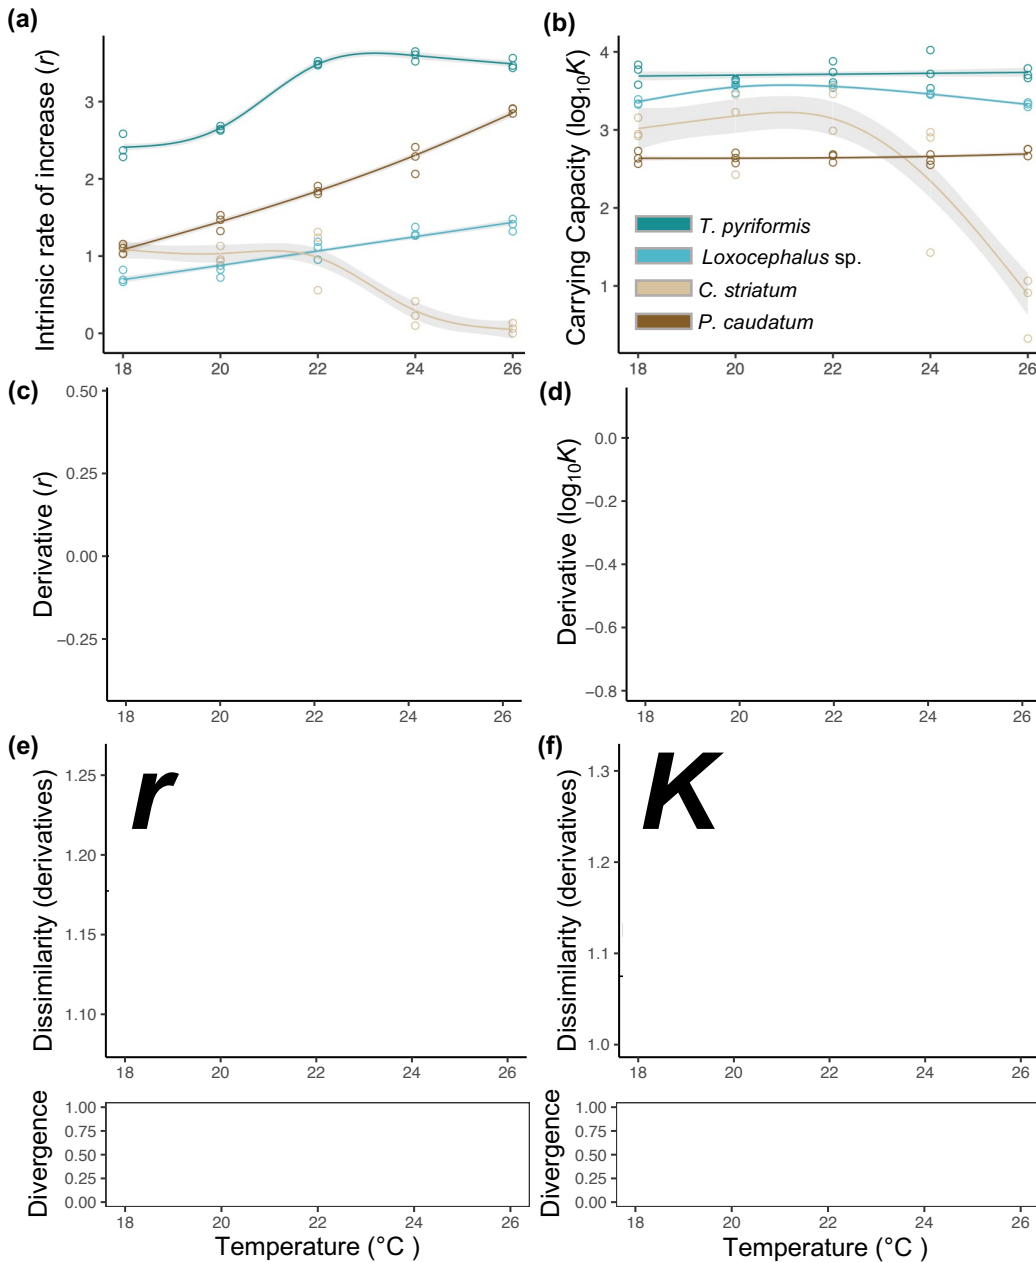 (a)
Intrinsic rate of increase (r)
3
2
1
0
18 20 22 24 26
(b)
Carrying Capacity (log₁₀K)
4
3
2
1
T. pyriformis
Loxocephalus sp.
C. striatum
P. caudatum
18 20 22 24 26
(c)
Derivative (r)
0.50
0.25
0.00
−0.25
18 20 22 24 26
(d)
Derivative (log₁₀K)
0.0
−0.2
−0.4
−0.6
−0.8
18 20 22 24 26
(e)
r
Dissimilarity (derivatives)
1.25
1.20
1.15
1.10
18 20 22 24 26
(f)
K
Dissimilarity (derivatives)
1.3
1.2
1.1
1.0
18 20 22 24 26
Divergence
1.00
0.75
0.50
0.25
0.00
18 20 22 24 26
Temperature (°C )
Divergence
1.00
0.75
0.50
0.25
0.00
18 20 22 24 26
Temperature (°C )